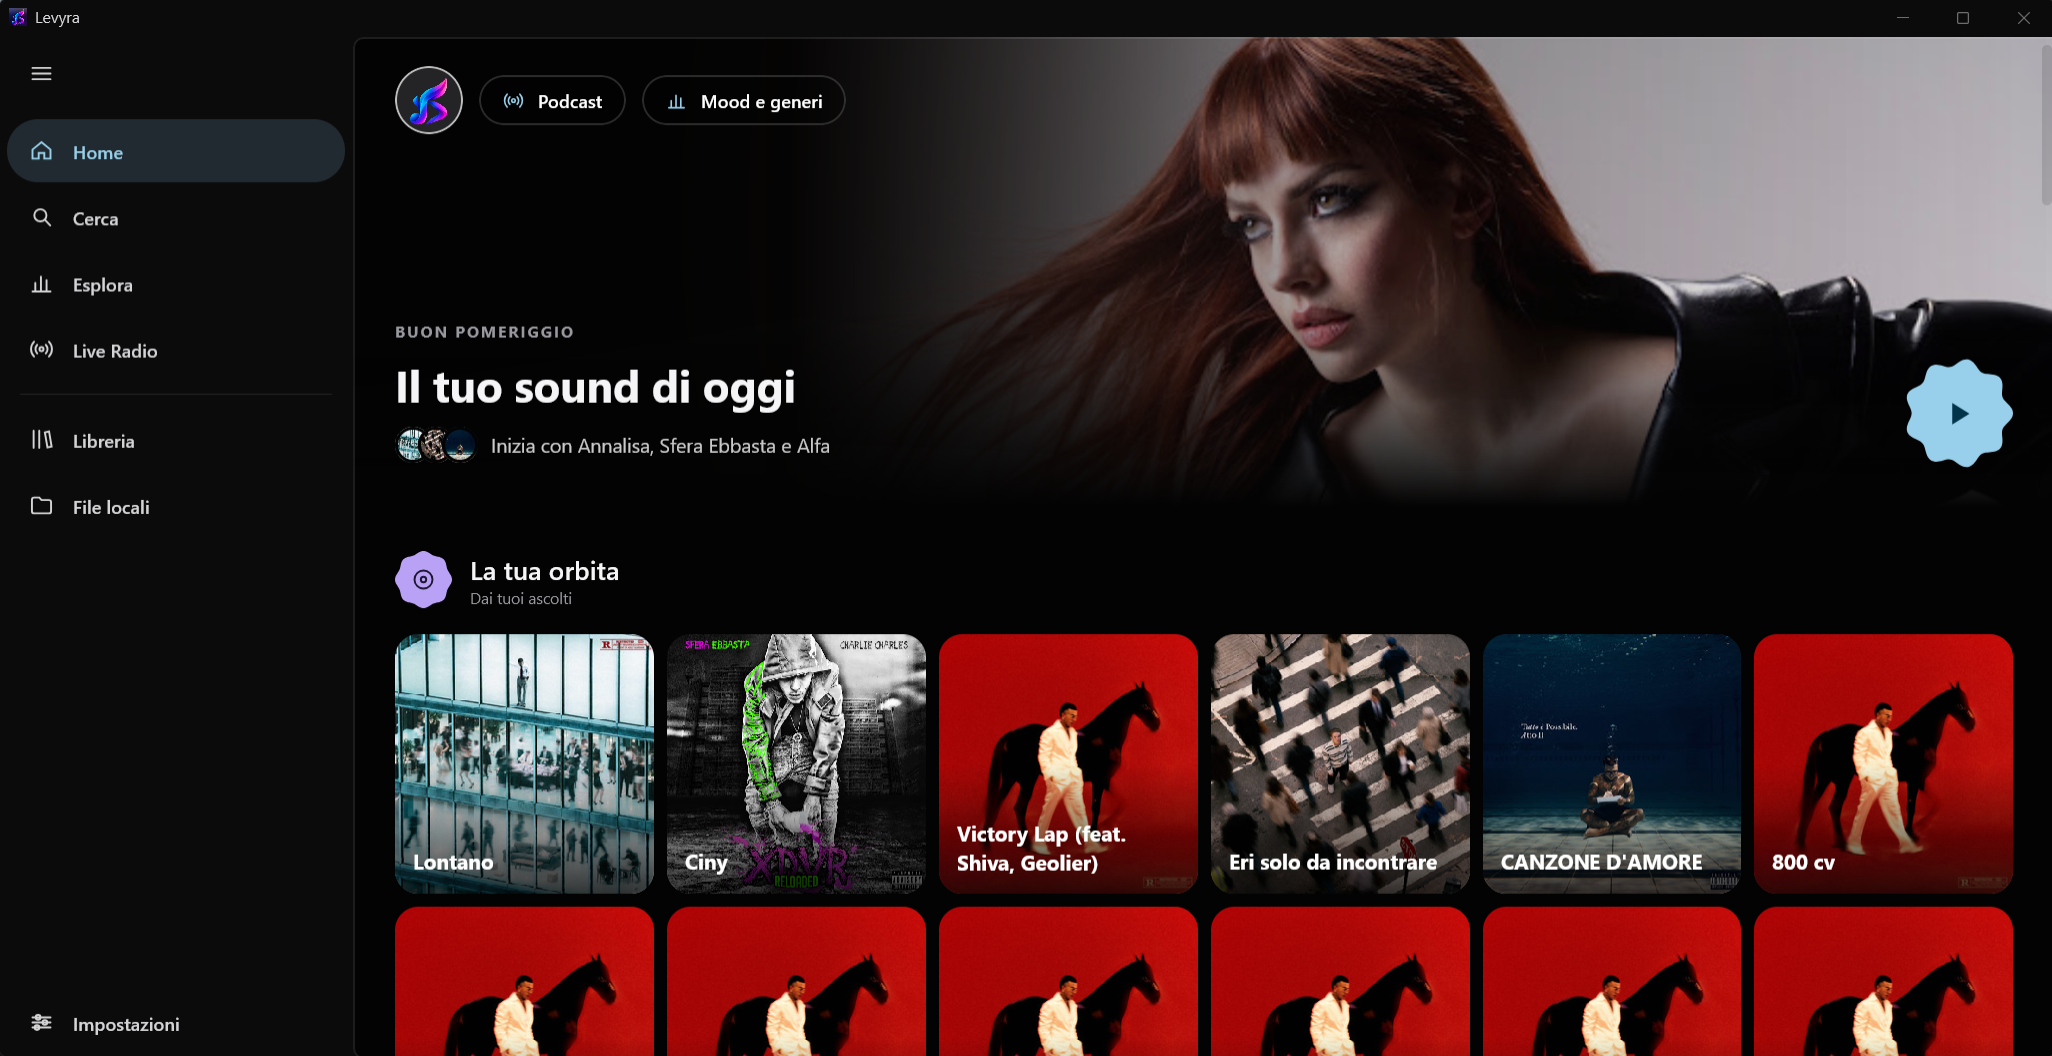 Levyra
Podcast
Mood e generi
Home
Cerca
Esplora
Live Radio
Libreria
File locali
Impostazioni
BUON POMERIGGIO
Il tuo sound di oggi
Inizia con Annalisa, Sfera Ebbasta e Alfa
La tua orbita
Dai tuoi ascolti
SFERA EBBASTA
CHARLIE CHARLES
XDVR
RELOADED
Lontano
Ciny
Victory Lap (feat.
Shiva, Geolier)
Eri solo da incontrare
CANZONE D'AMORE
800 cv